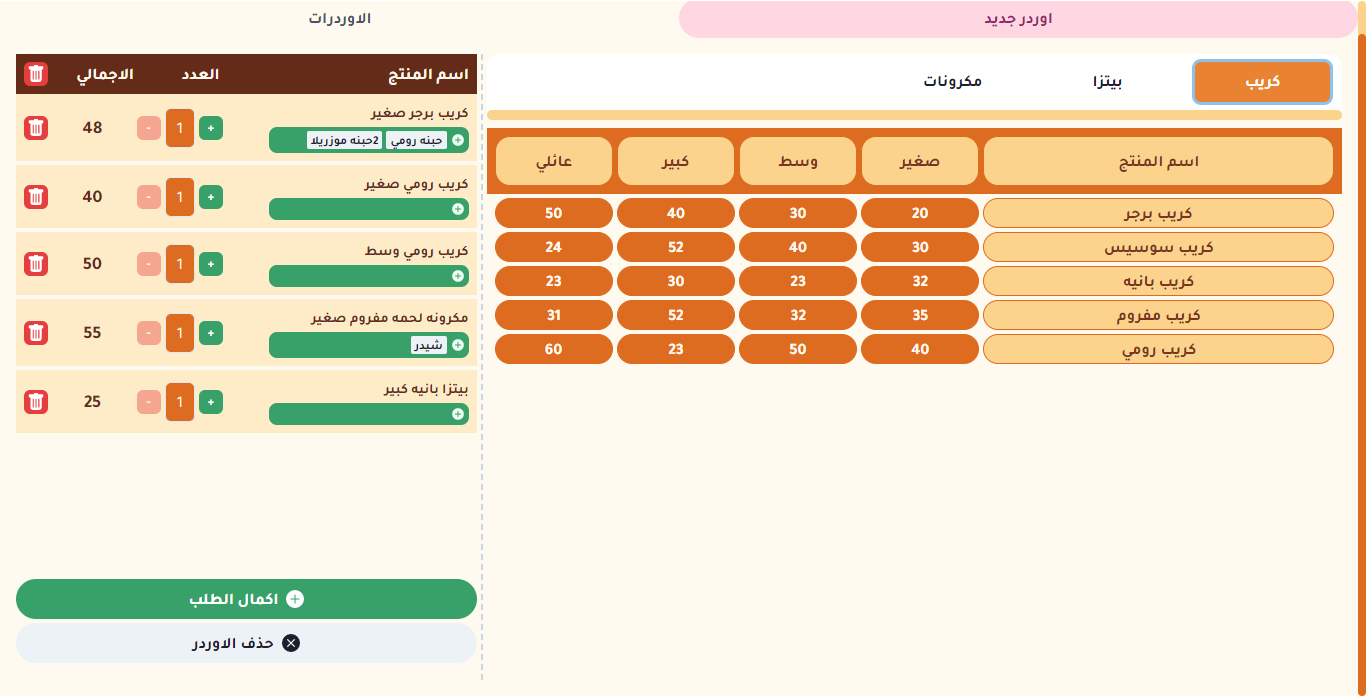 اوردر جديد
الاوردرات
كريب
بيتزا
مكرونات
اسم المنتج صغير وسط كبير عائلي
كريب برجر 20 30 40 50
كريب سوسيس 30 40 52 24
كريب بانيه 32 23 30 23
كريب مفروم 35 32 52 31
كريب رومي 40 50 23 60
اسم المنتج العدد الاجمالي
كريب برجر صغير
+ 1 - 48
جبنه رومي 2جبنه موزريلا
كريب رومي صغير
+ 1 - 40
كريب رومي وسط
+ 1 - 50
مكرونه لحمه مفروم صغير
+ 1 - 55
شيدر
بيتزا بانيه كبير
+ 1 - 25
اكمال الطلب
حذف الاوردر